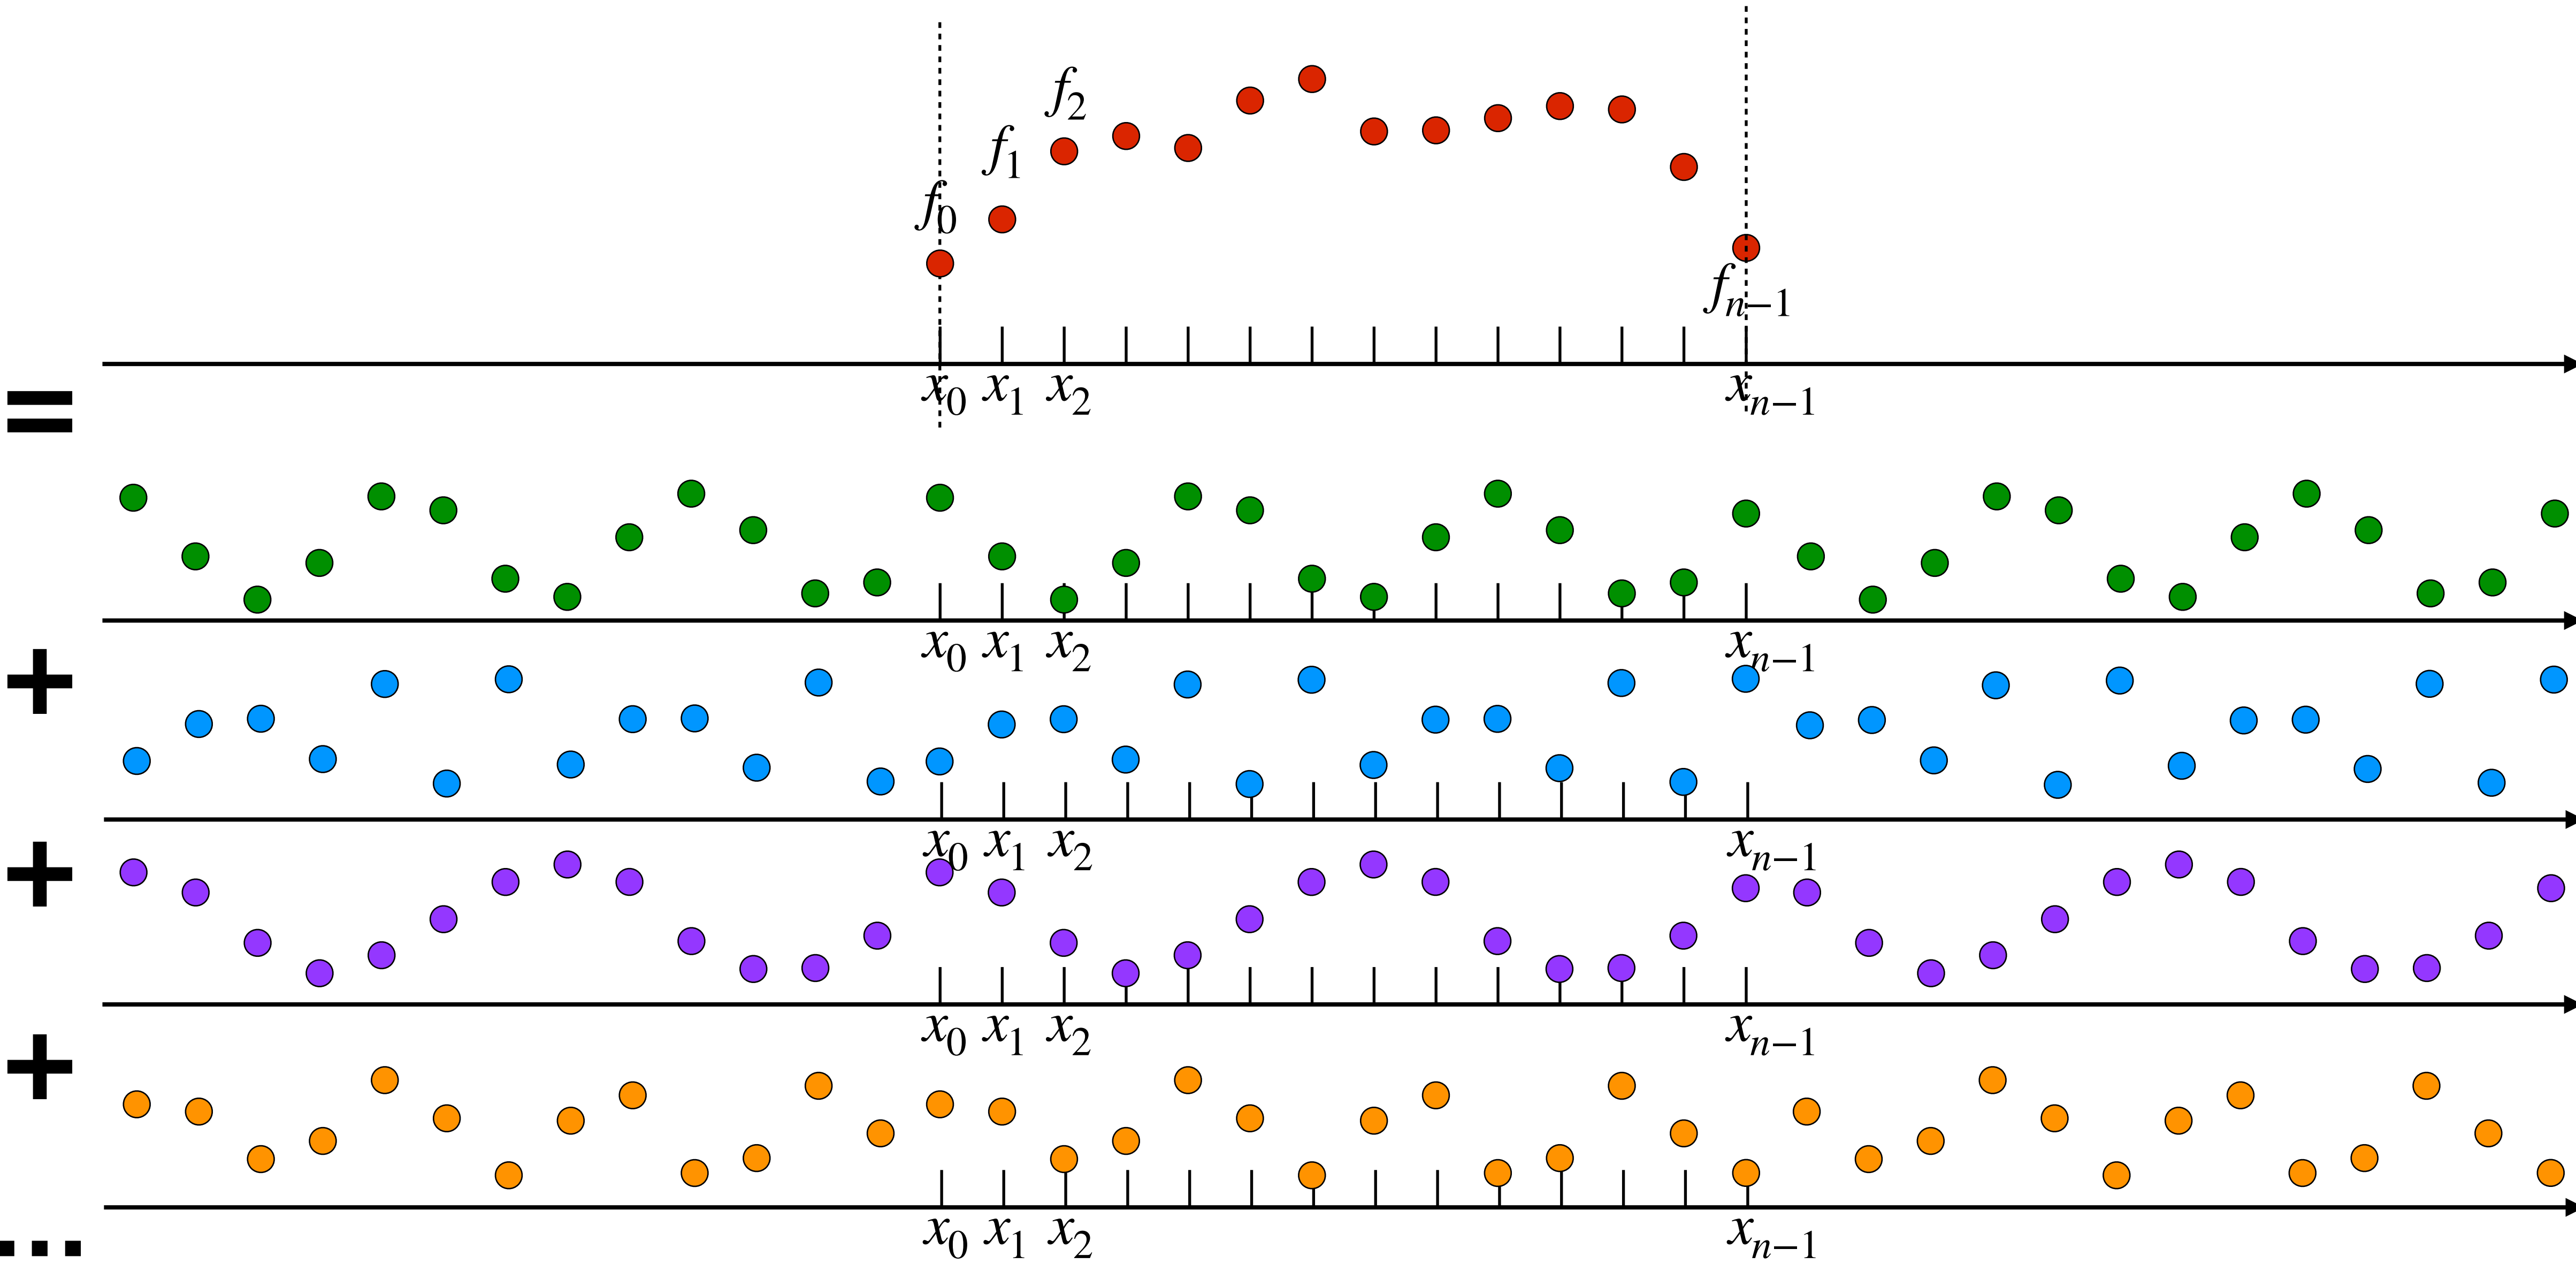 f₂
f₁
f₀
fₙ₋₁
x₀ x₁ x₂ xₙ₋₁
=
x₀ x₁ x₂ xₙ₋₁
+
x₀ x₁ x₂ xₙ₋₁
+
x₀ x₁ x₂ xₙ₋₁
+
x₀ x₁ x₂ xₙ₋₁
...